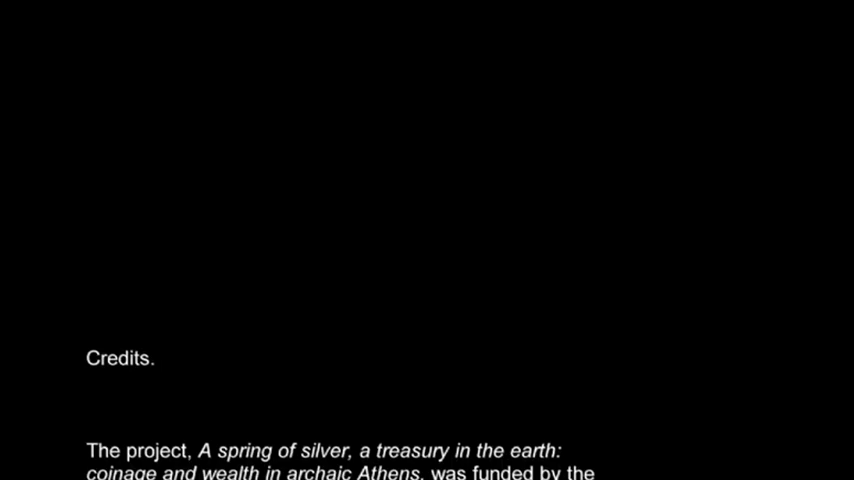 Credits.
The project, A spring of silver, a treasury in the earth:
coinage and wealth in archaic Athens, was funded by the